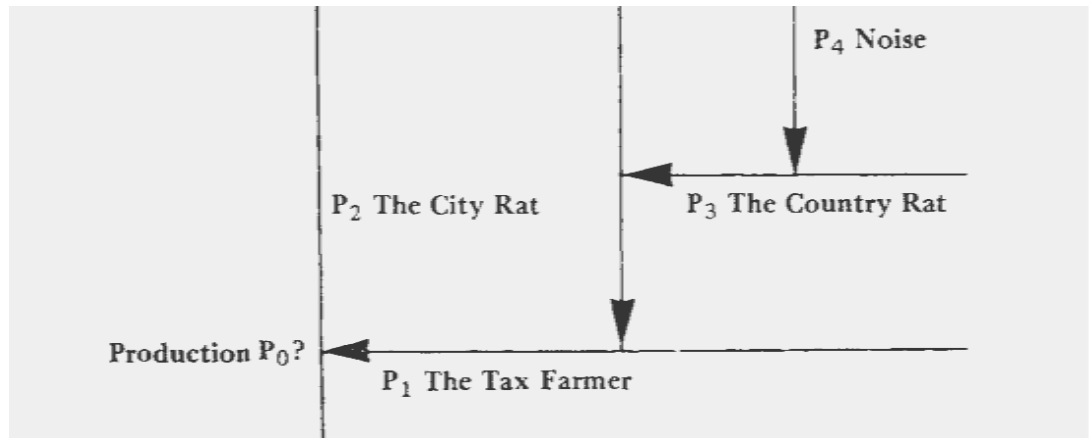 P₄ Noise
P₂ The City Rat
P₃ The Country Rat
Production P₀?
P₁ The Tax Farmer